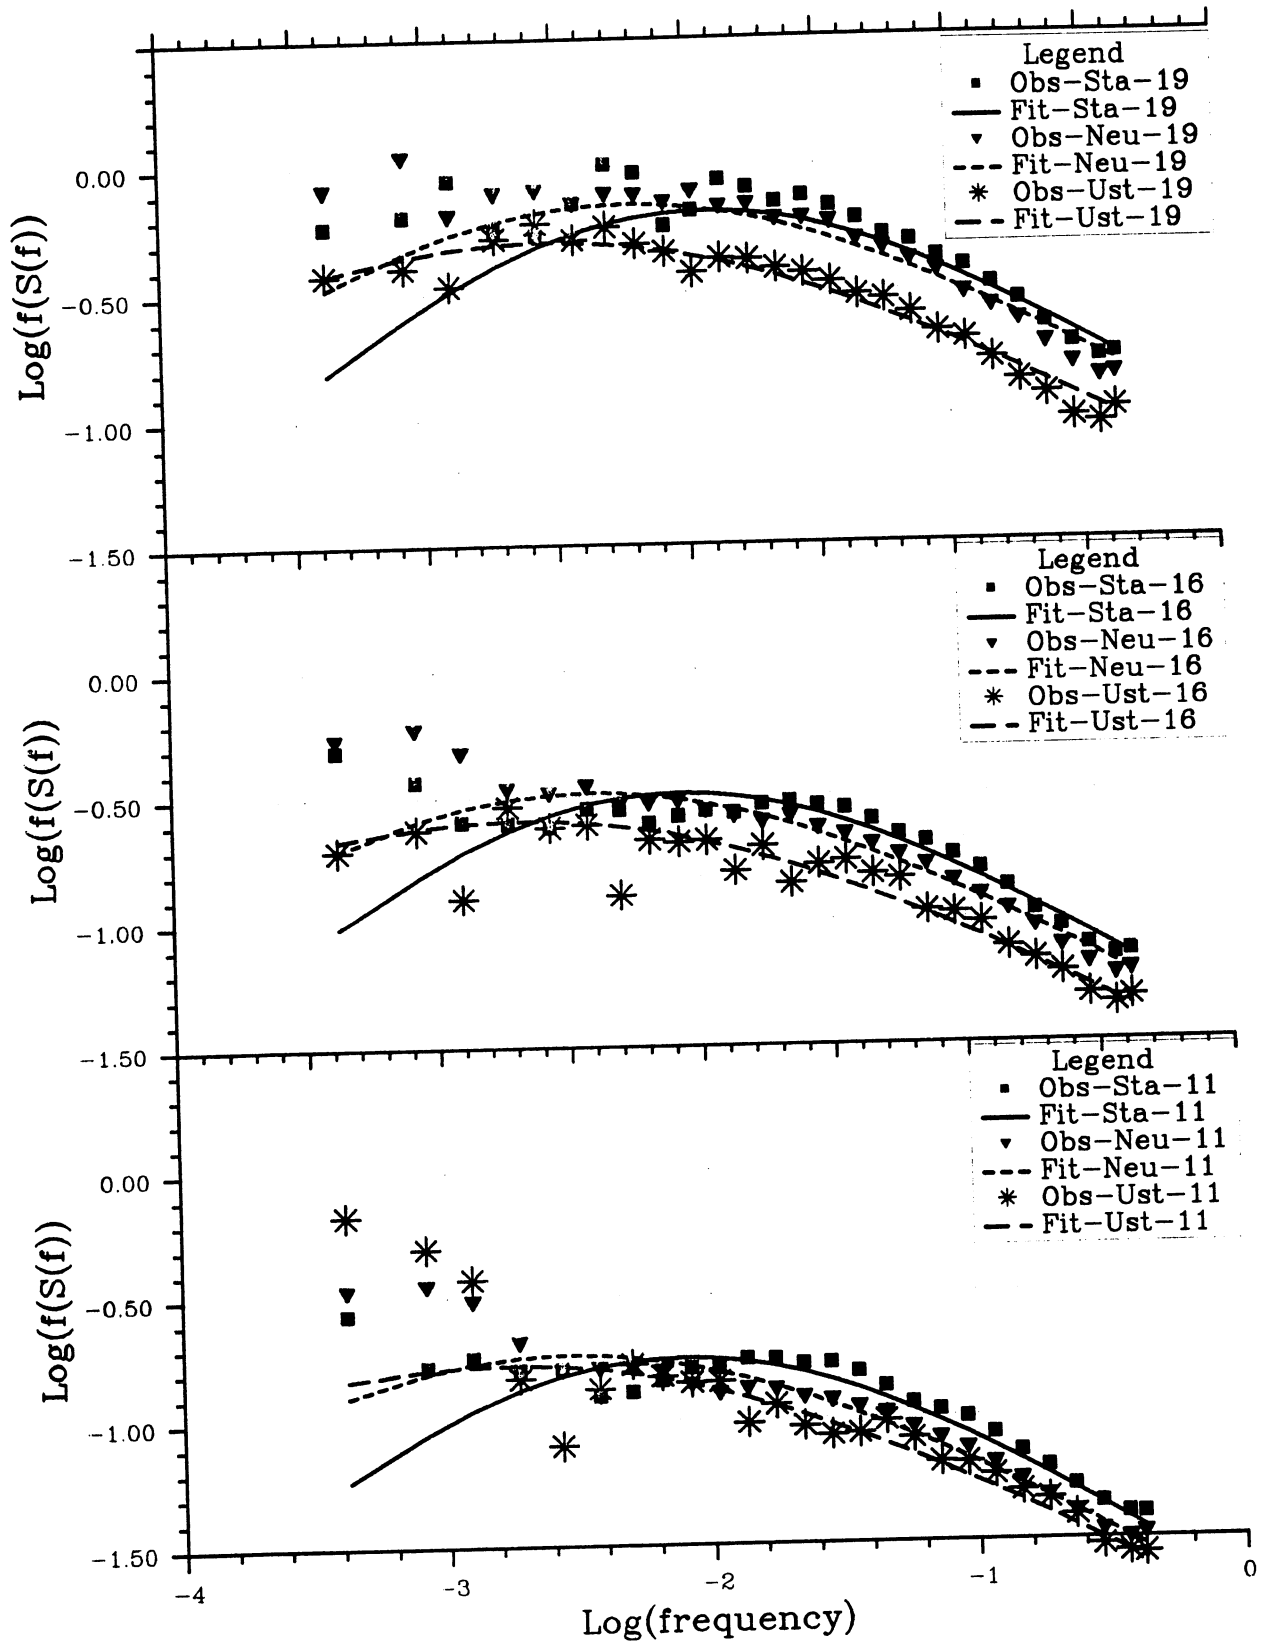 Legend
Obs-Sta-19
Fit-Sta-19
Obs-Neu-19
Fit-Neu-19
Obs-Ust-19
Fit-Ust-19
0.00
-0.50
-1.00
-1.50
Log(f(S(f))
Legend
Obs-Sta-16
Fit-Sta-16
Obs-Neu-16
Fit-Neu-16
Obs-Ust-16
Fit-Ust-16
0.00
-0.50
-1.00
-1.50
Log(f(S(f))
Legend
Obs-Sta-11
Fit-Sta-11
Obs-Neu-11
Fit-Neu-11
Obs-Ust-11
Fit-Ust-11
0.00
-0.50
-1.00
-1.50
Log(f(S(f))
-4 -3 -2 -1 0
Log(frequency)